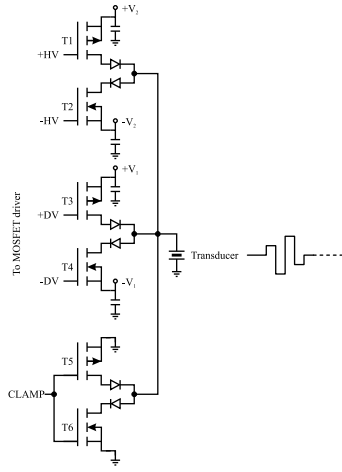 +V₂
T1
+HV
T2
-HV
-V₂
+V₁
T3
+DV
To MOSFET driver
Transducer
T4
-DV
-V₁
T5
CLAMP
T6